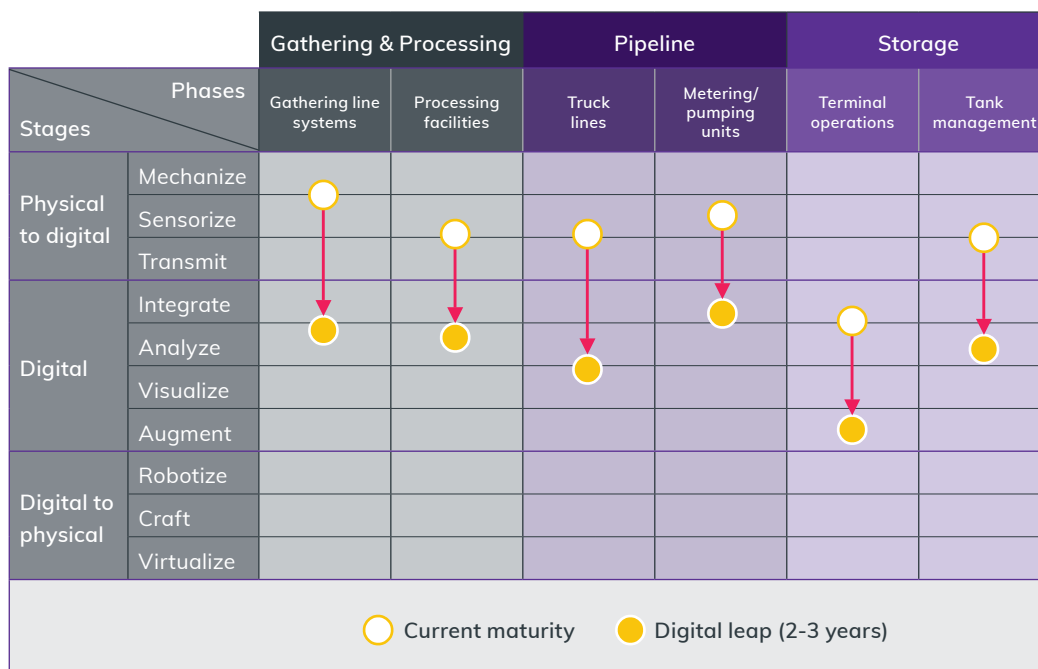 Gathering & Processing
Pipeline
Storage
Phases
Stages
Gathering line
systems
Processing
facilities
Truck
lines
Metering/
pumping
units
Terminal
operations
Tank
management
Physical
to digital
Mechanize
Sensorize
Transmit
Digital
Integrate
Analyze
Visualize
Augment
Digital to
physical
Robotize
Craft
Virtualize
Current maturity
Digital leap (2-3 years)